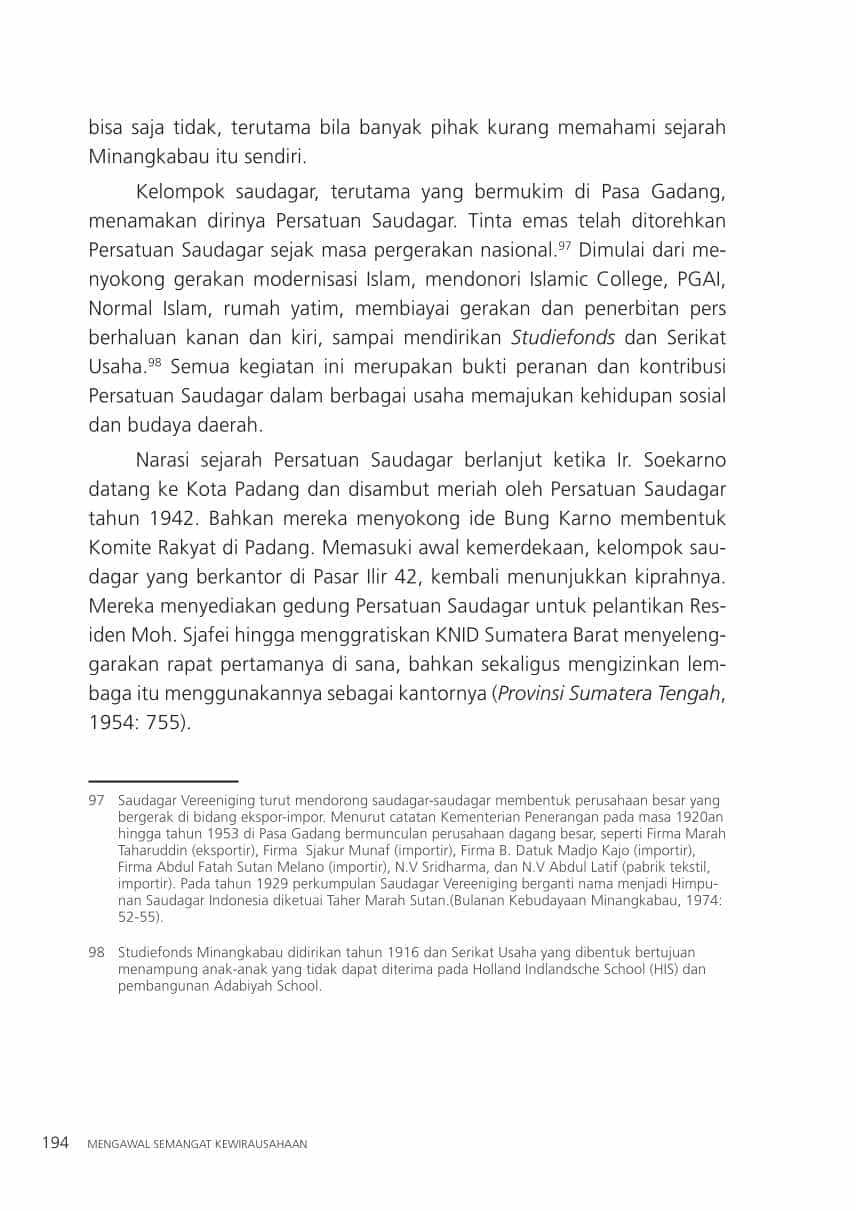 bisa saja tidak, terutama bila banyak pihak kurang memahami sejarah
Minangkabau itu sendiri.
Kelompok saudagar, terutama yang bermukim di Pasa Gadang,
menamakan dirinya Persatuan Saudagar. Tinta emas telah ditorehkan
Persatuan Saudagar sejak masa pergerakan nasional.97 Dimulai dari me-
nyokong gerakan modernisasi Islam, mendonori Islamic College, PGAI,
Normal Islam, rumah yatim, membiayai gerakan dan penerbitan pers
berhaluan kanan dan kiri, sampai mendirikan Studiefonds dan Serikat
Usaha.98 Semua kegiatan ini merupakan bukti peranan dan kontribusi
Persatuan Saudagar dalam berbagai usaha memajukan kehidupan sosial
dan budaya daerah.
Narasi sejarah Persatuan Saudagar berlanjut ketika Ir. Soekarno
datang ke Kota Padang dan disambut meriah oleh Persatuan Saudagar
tahun 1942. Bahkan mereka menyokong ide Bung Karno membentuk
Komite Rakyat di Padang. Memasuki awal kemerdekaan, kelompok sau-
dagar yang berkantor di Pasar Ilir 42, kembali menunjukkan kiprahnya.
Mereka menyediakan gedung Persatuan Saudagar untuk pelantikan Res-
iden Moh. Sjafei hingga menggratiskan KNID Sumatera Barat menyeleng-
garakan rapat pertamanya di sana, bahkan sekaligus mengizinkan lem-
baga itu menggunakannya sebagai kantornya (Provinsi Sumatera Tengah,
1954: 755).
97 Saudagar Vereeniging turut mendorong saudagar-saudagar membentuk perusahaan besar yang
bergerak di bidang ekspor-impor. Menurut catatan Kementerian Penerangan pada masa 1920an
hingga tahun 1953 di Pasa Gadang bermunculan perusahaan dagang besar, seperti Firma Marah
Taharuddin (eksportir), Firma Sjakur Munaf (importir), Firma B. Datuk Madjo Kajo (importir),
Firma Abdul Fatah Sutan Melano (importir), N.V Sridharma, dan N.V Abdul Latif (pabrik tekstil,
importir). Pada tahun 1929 perkumpulan Saudagar Vereeniging berganti nama menjadi Himpu-
nan Saudagar Indonesia diketuai Taher Marah Sutan.(Bulanan Kebudayaan Minangkabau, 1974:
52-55).
98 Studiefonds Minangkabau didirikan tahun 1916 dan Serikat Usaha yang dibentuk bertujuan
menampung anak-anak yang tidak dapat diterima pada Holland Indlandsche School (HIS) dan
pembangunan Adabiyah School.
194 MENGAWAL SEMANGAT KEWIRAUSAHAAN